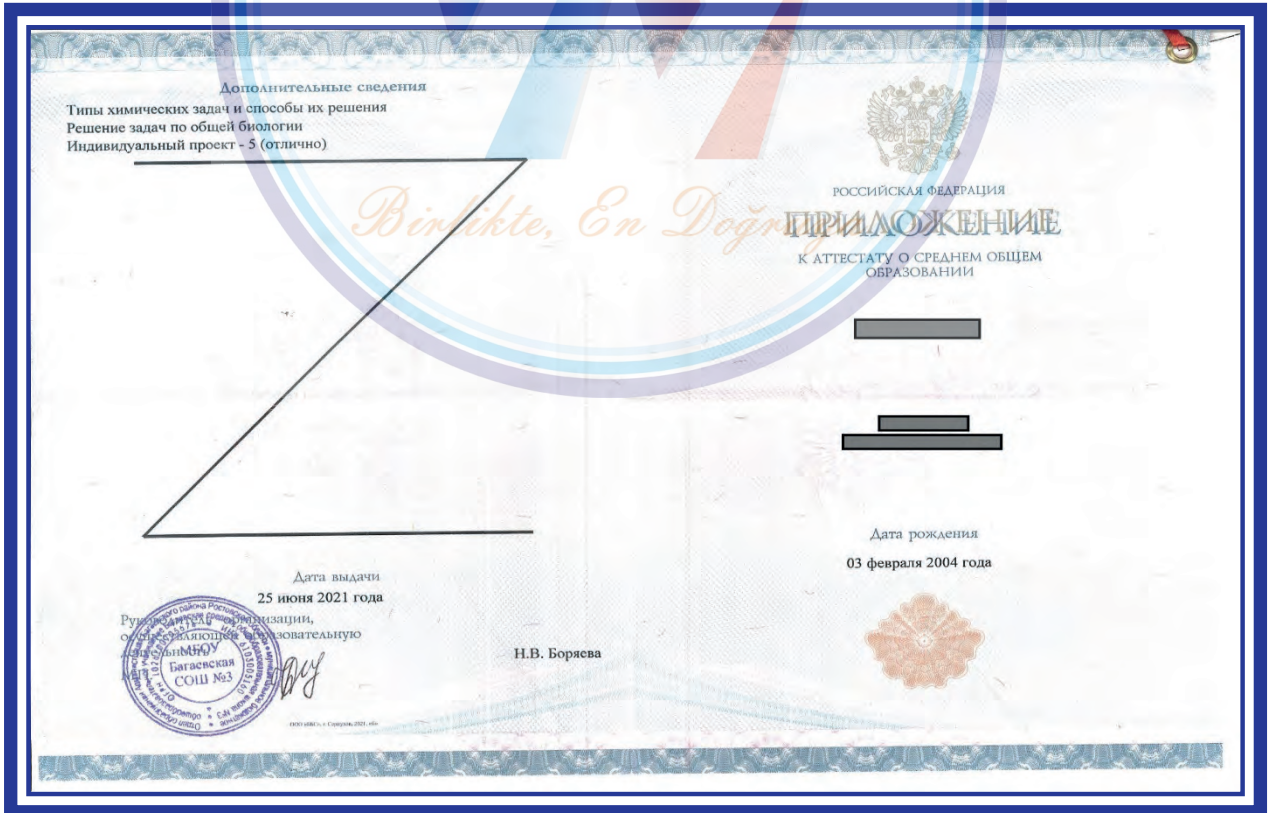 Дополнительные сведения
Типы химических задач и способы их решения
Решение задач по общей биологии
Индивидуальный проект - 5 (отлично)
Birlikte, En Doğruya
РОССИЙСКАЯ ФЕДЕРАЦИЯ
ПРИЛОЖЕНИЕ
К АТТЕСТАТУ О СРЕДНЕМ ОБЩЕМ
ОБРАЗОВАНИИ
Дата рождения
03 февраля 2004 года
Дата выдачи
25 июня 2021 года
Руководитель организации,
осуществляющей образовательную
деятельность
Н.В. Боряева
МБОУ
Багаевская
СОШ №3